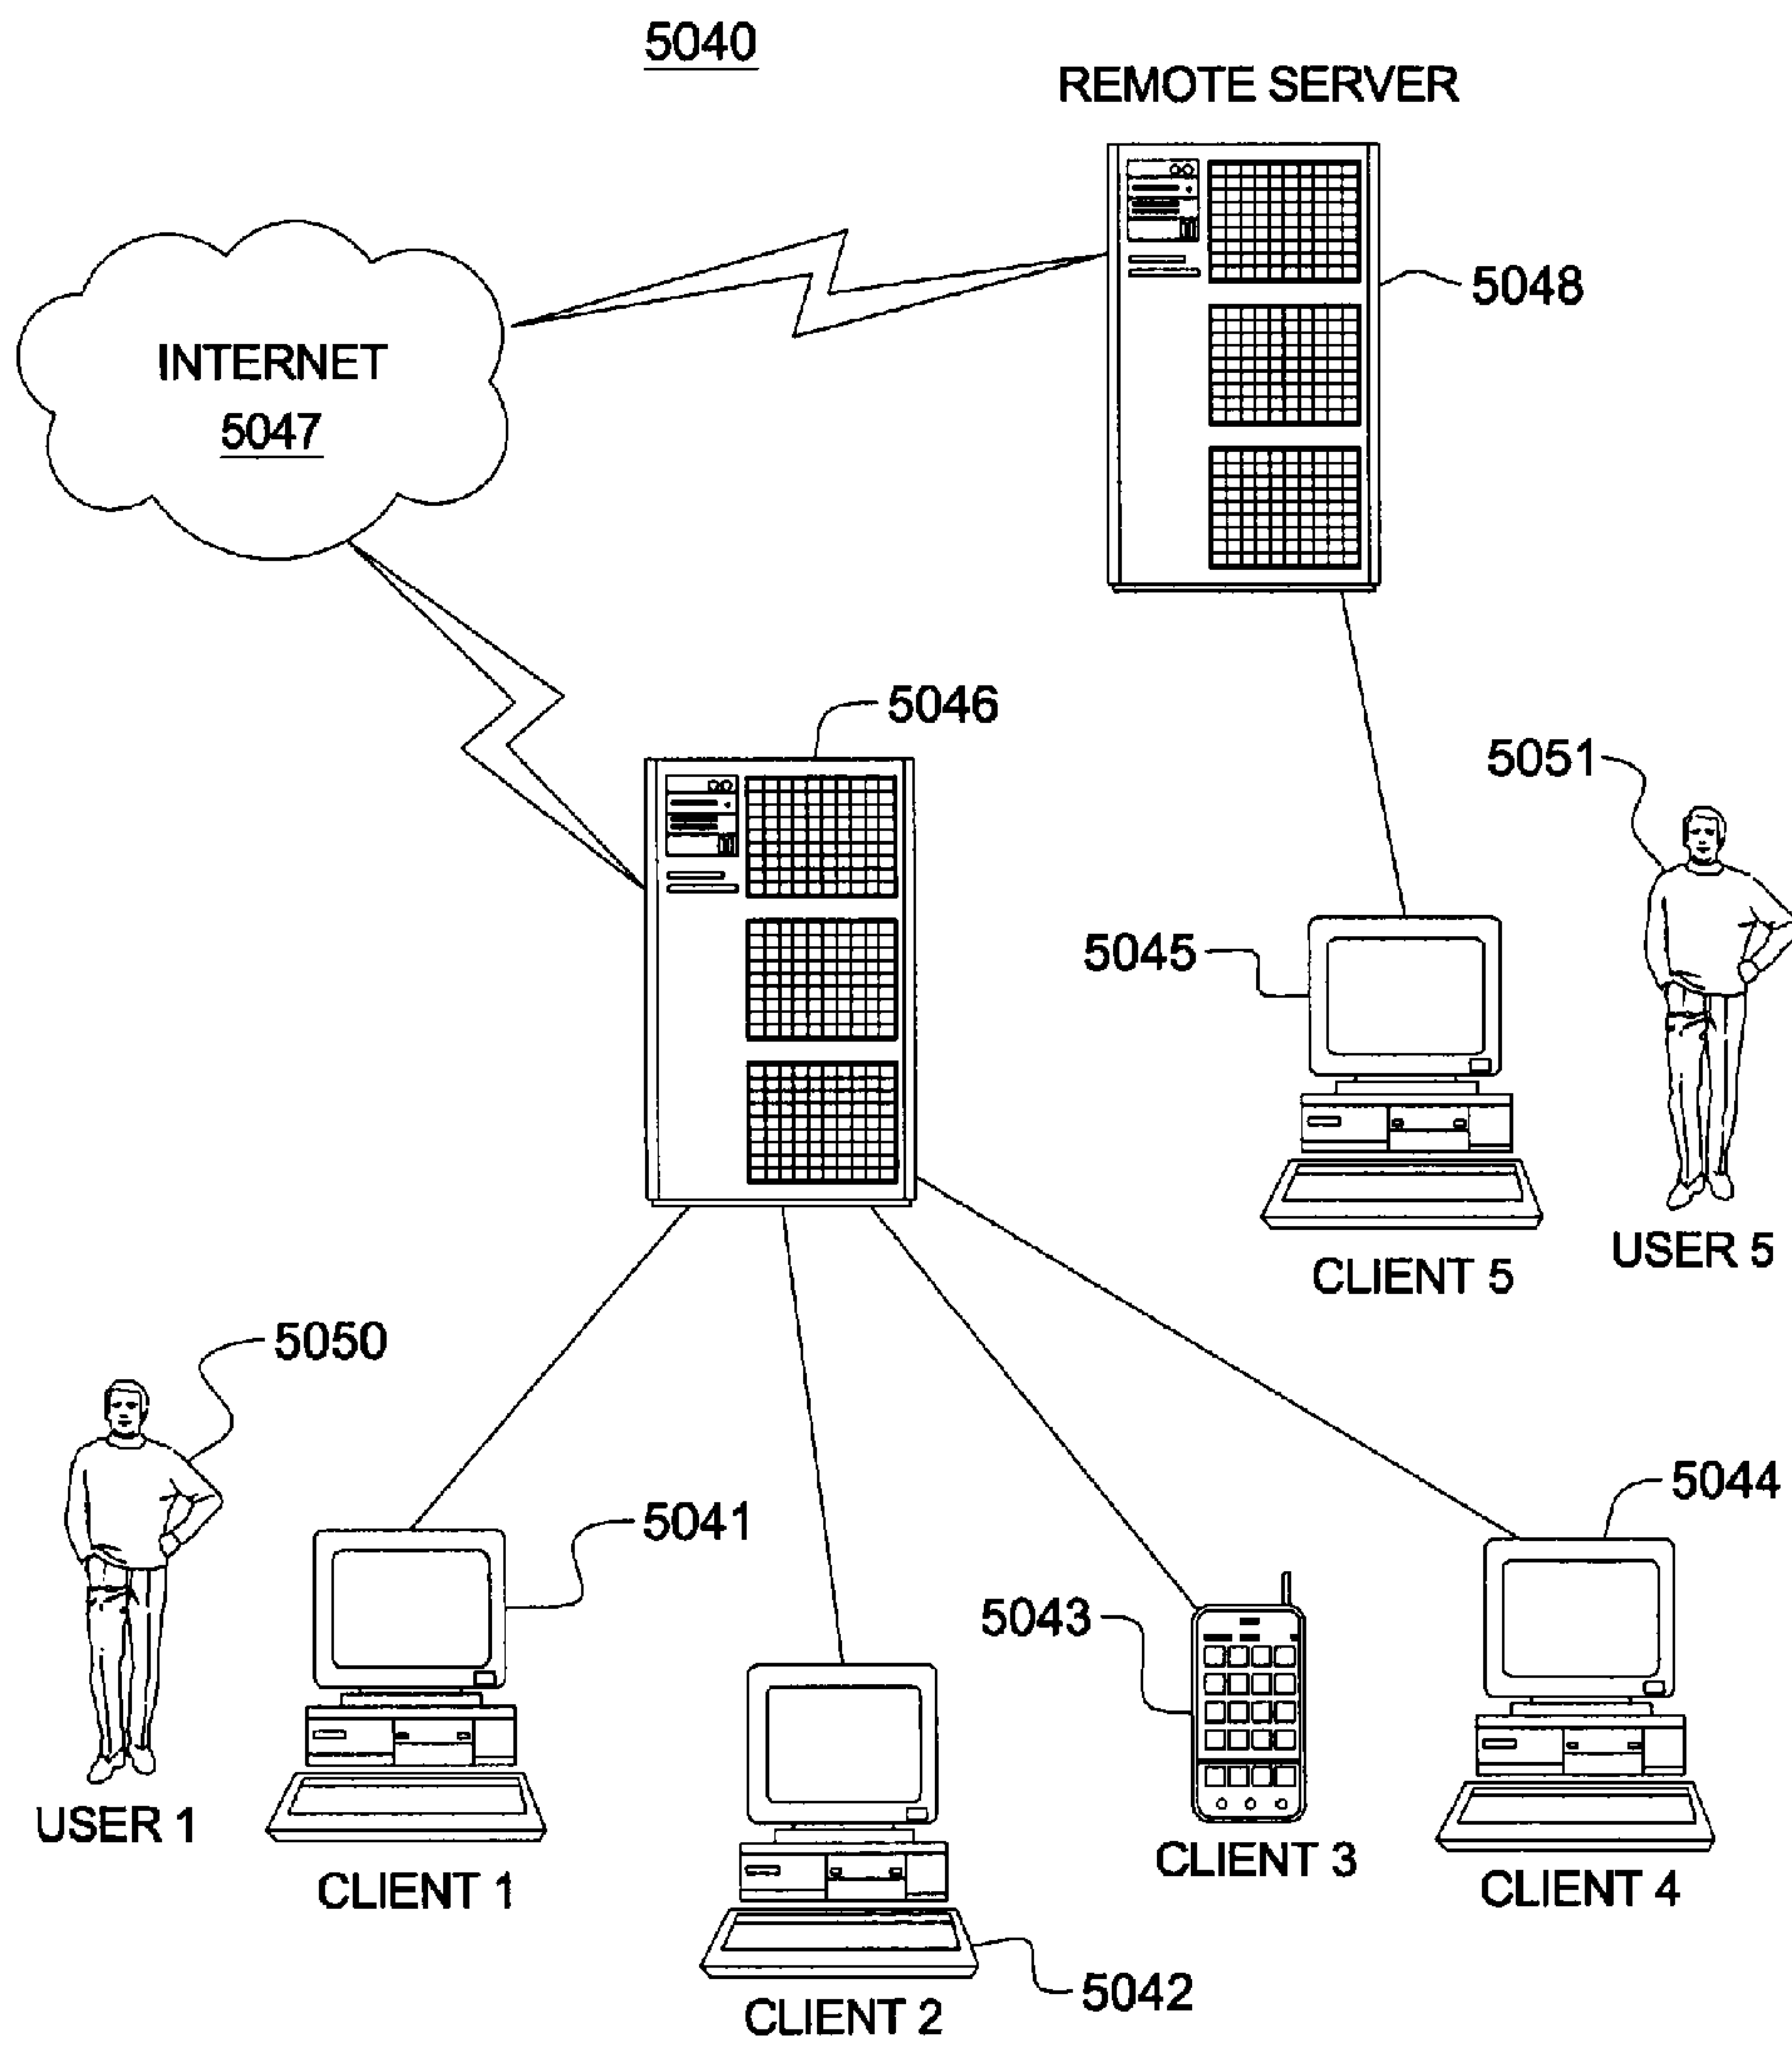 5040
REMOTE SERVER
5048
INTERNET
5047
5046
5051
5045
USER 5
CLIENT 5
5050
5044
5041
5043
USER 1
CLIENT 3
CLIENT 1
CLIENT 4
5042
CLIENT 2